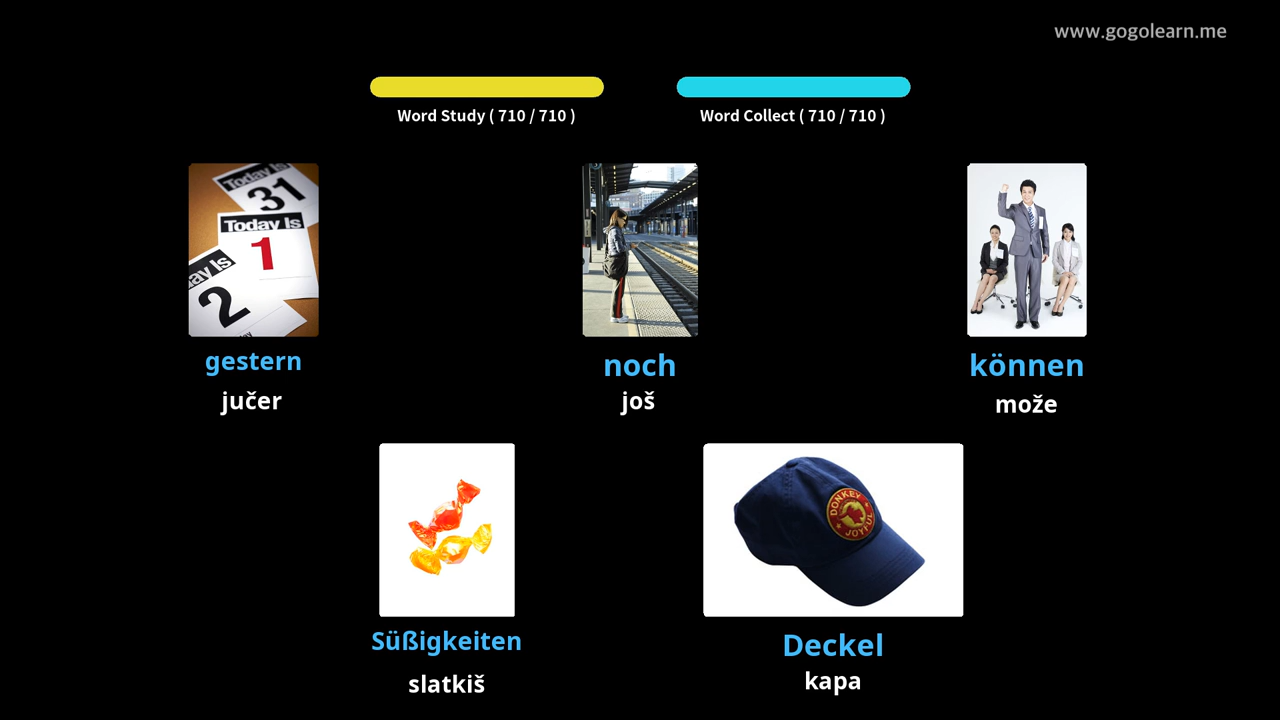 www.gogolearn.me
Word Study ( 710 / 710 )
Word Collect ( 710 / 710 )
Today Is
31
Today Is
1
ay Is
2
gestern
jučer
noch
još
können
može
DONKEY
JOYFUL
Süßigkeiten
slatkiš
Deckel
kapa